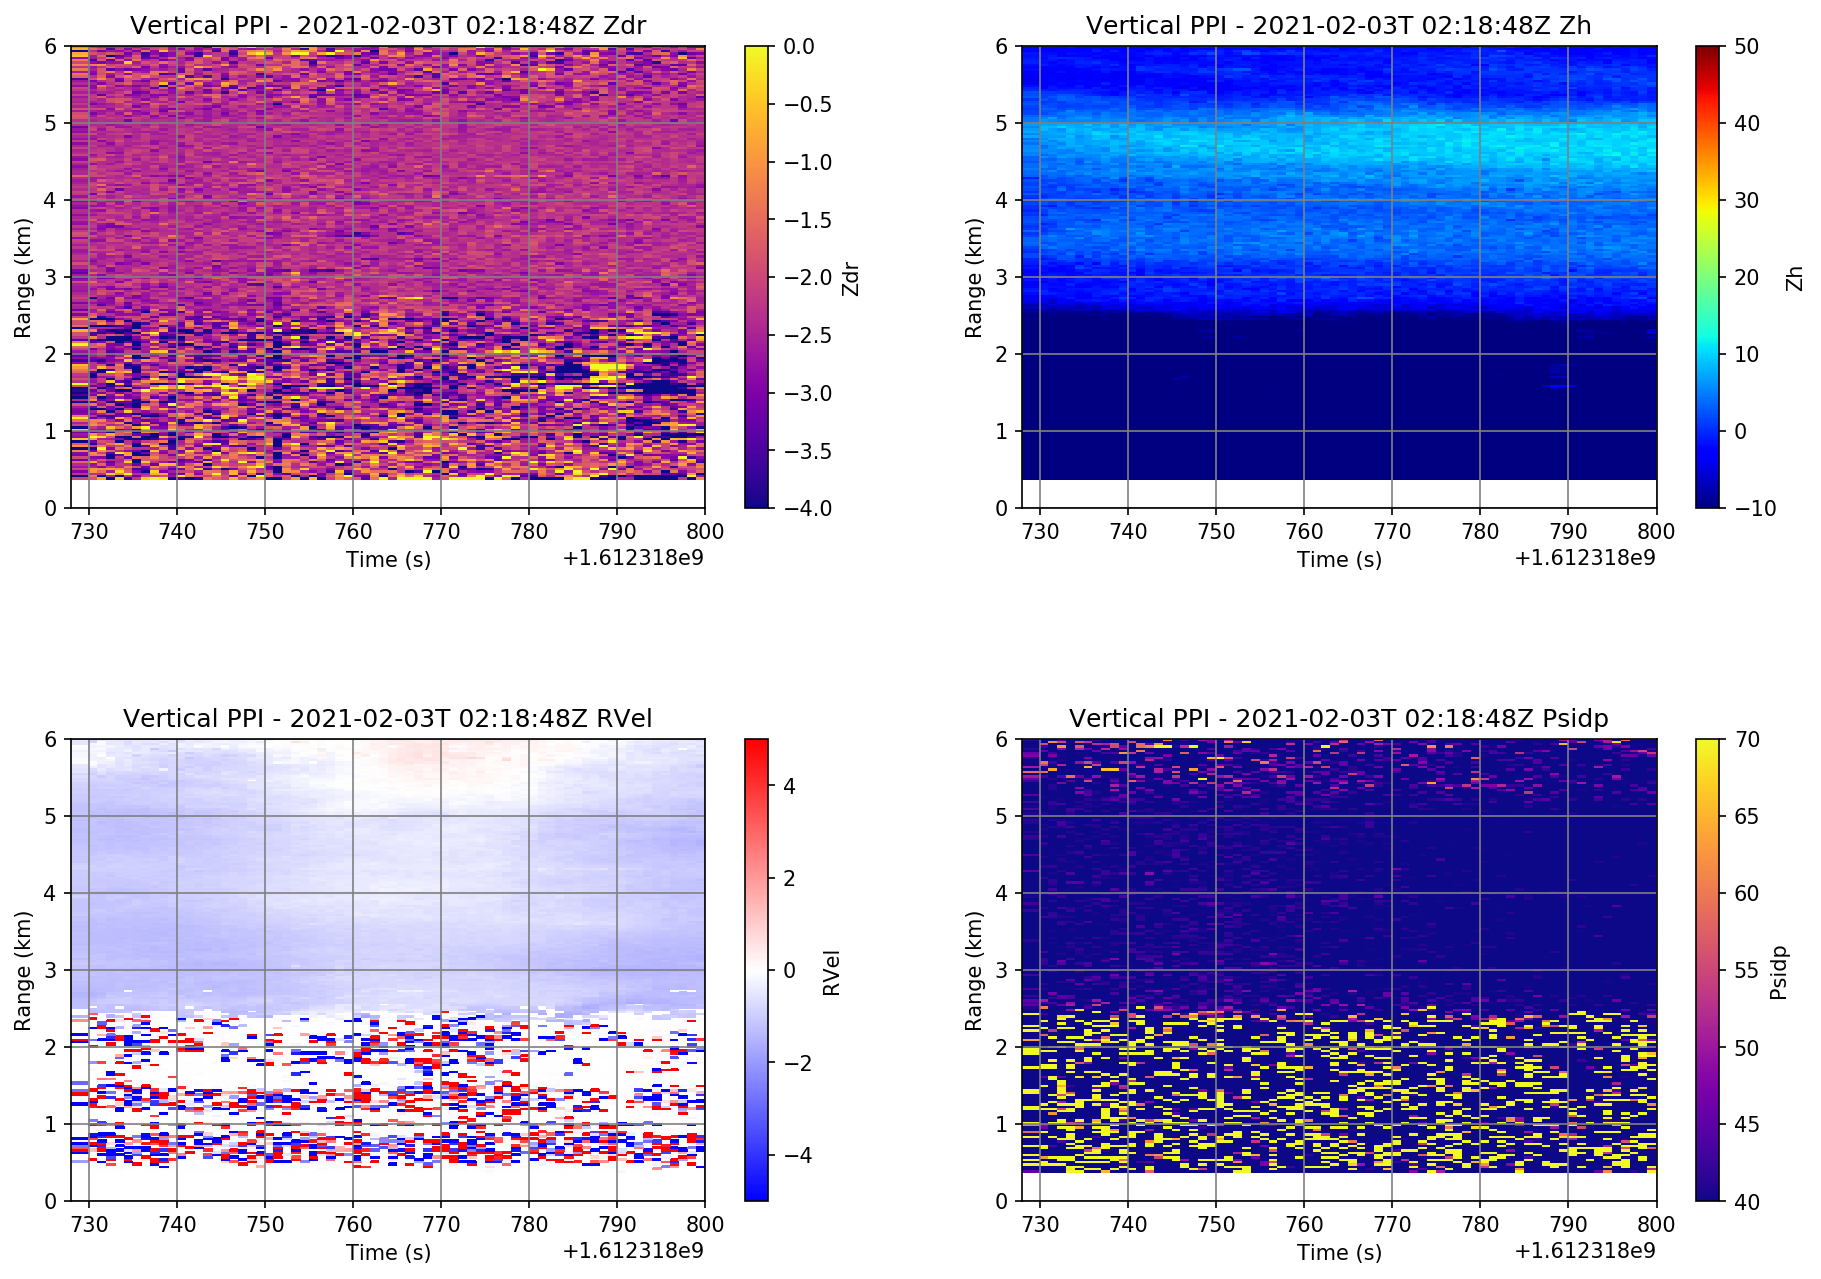 Vertical PPI - 2021-02-03T 02:18:48Z Zdr
6
5
4
3
2
1
0
Range (km)
730 740 750 760 770 780 790 800
Time (s)
+1.612318e9
0.0
−0.5
−1.0
−1.5
−2.0
−2.5
−3.0
−3.5
−4.0
Zdr
Vertical PPI - 2021-02-03T 02:18:48Z Zh
6
5
4
3
2
1
0
Range (km)
730 740 750 760 770 780 790 800
Time (s)
+1.612318e9
50
40
30
20
10
0
−10
Zh
Vertical PPI - 2021-02-03T 02:18:48Z RVel
6
5
4
3
2
1
0
Range (km)
730 740 750 760 770 780 790 800
Time (s)
+1.612318e9
4
2
0
−2
−4
RVel
Vertical PPI - 2021-02-03T 02:18:48Z Psidp
6
5
4
3
2
1
0
Range (km)
730 740 750 760 770 780 790 800
Time (s)
+1.612318e9
70
65
60
55
50
45
40
Psidp